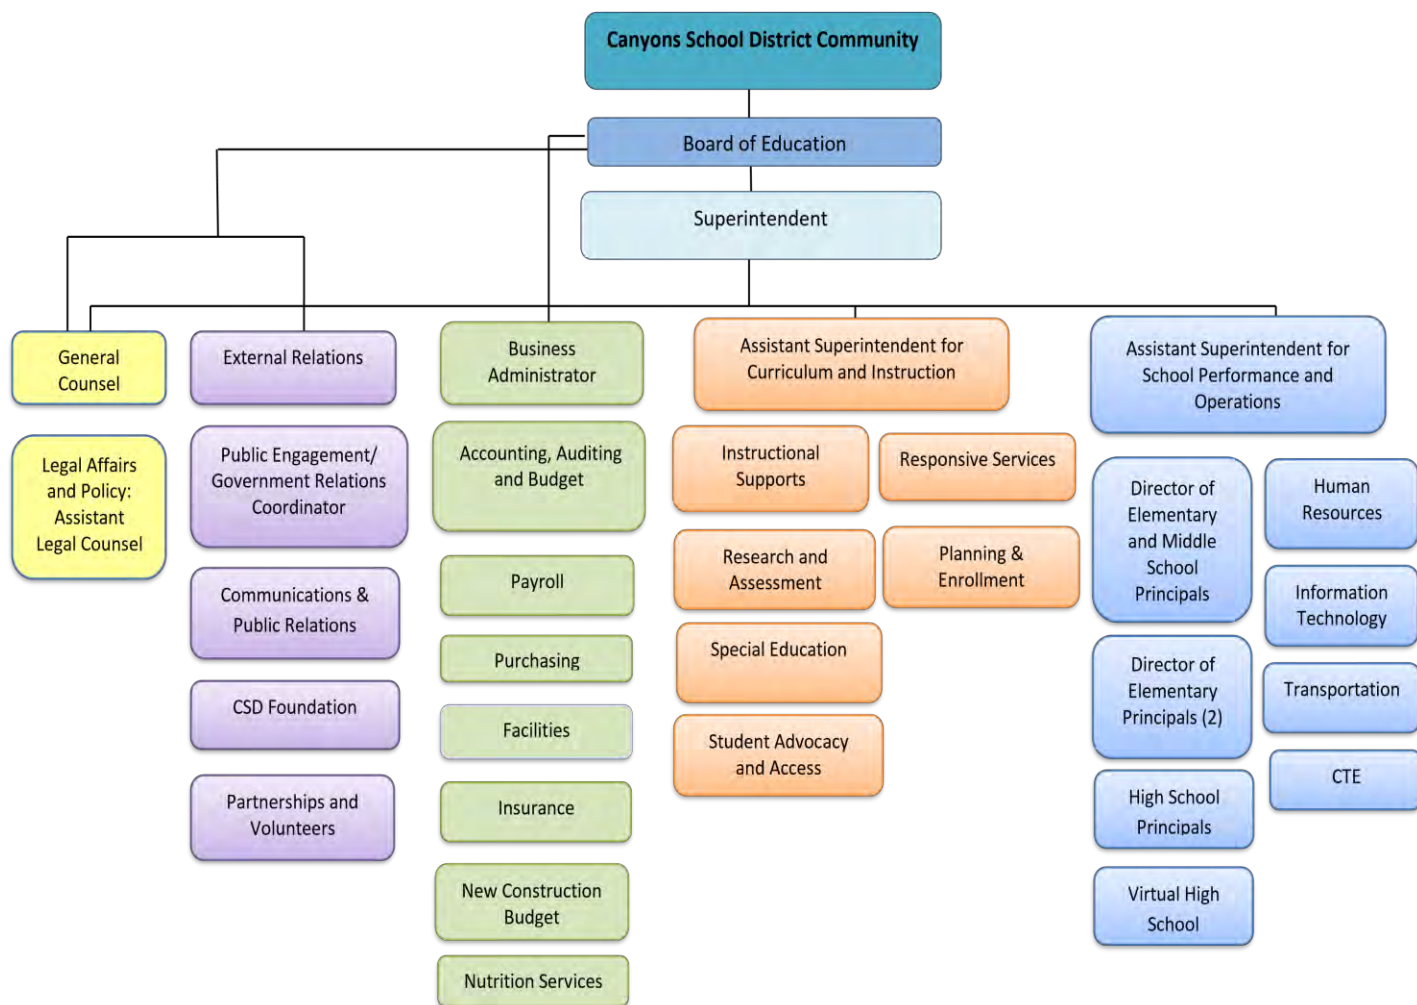 Canyons School District Community
Board of Education
Superintendent
General
Counsel
Legal Affairs
and Policy:
Assistant
Legal Counsel
External Relations
Public Engagement/
Government Relations
Coordinator
Communications &
Public Relations
CSD Foundation
Partnerships and
Volunteers
Business
Administrator
Accounting, Auditing
and Budget
Payroll
Purchasing
Facilities
Insurance
New Construction
Budget
Nutrition Services
Assistant Superintendent for
Curriculum and Instruction
Instructional
Supports
Research and
Assessment
Special Education
Student Advocacy
and Access
Responsive Services
Planning &
Enrollment
Assistant Superintendent for
School Performance and
Operations
Director of
Elementary
and Middle
School
Principals
Director of
Elementary
Principals (2)
High School
Principals
Virtual High
School
Human
Resources
Information
Technology
Transportation
CTE